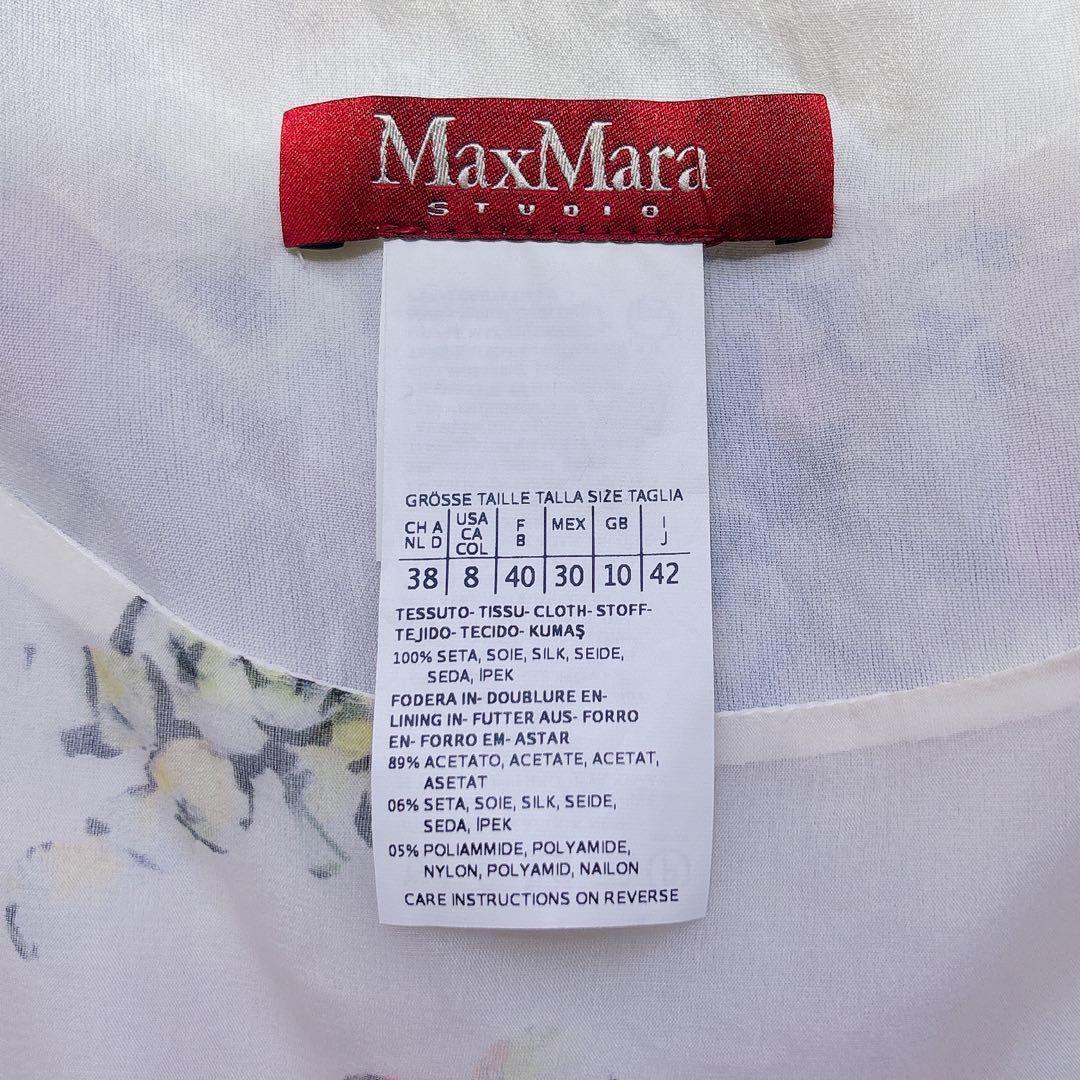 MaxMara
STUDIO
GRÖSSE TAILLE TALLA SIZE TAGLIA
CH A NL D | USA CA COL | F B | MEX | GB | I J
38 | 8 | 40 | 30 | 10 | 42
TESSUTO- TISSU- CLOTH- STOFF-
TEJIDO- TECIDO- KUMAŞ
100% SETA, SOIE, SILK, SEIDE,
SEDA, İPEK
FODERA IN- DOUBLURE EN-
LINING IN- FUTTER AUS- FORRO
EN- FORRO EM- ASTAR
89% ACETATO, ACETATE, ACETAT,
ASETAT
06% SETA, SOIE, SILK, SEIDE,
SEDA, İPEK
05% POLIAMMIDE, POLYAMIDE,
NYLON, POLYAMID, NAILON
CARE INSTRUCTIONS ON REVERSE